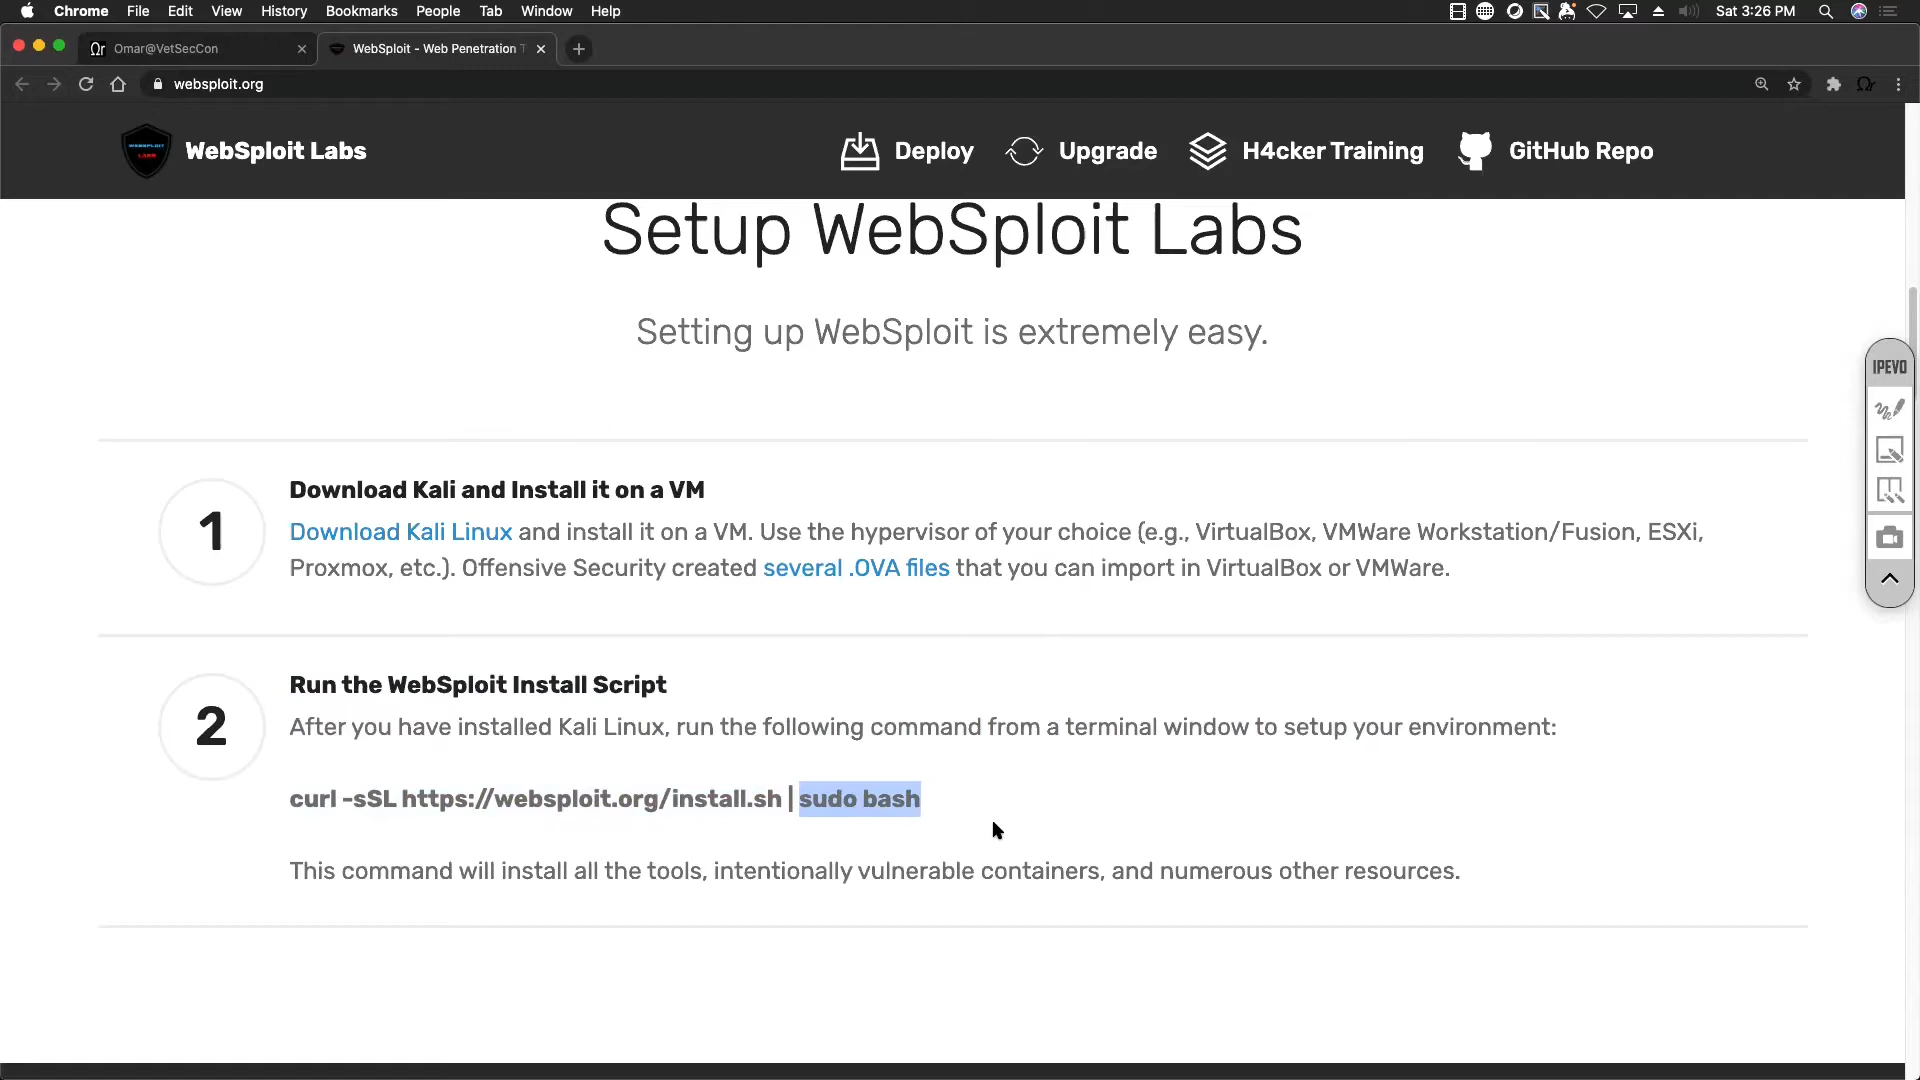 Chrome File Edit View History Bookmarks People Tab Window Help Sat 3:26 PM
Omar@VetSecCon WebSploit - Web Penetration T
websploit.org
WEBSPLOIT
LABS
WebSploit Labs Deploy Upgrade H4cker Training GitHub Repo
Setup WebSploit Labs
Setting up WebSploit is extremely easy.
IPEVO
1
Download Kali and Install it on a VM
Download Kali Linux and install it on a VM. Use the hypervisor of your choice (e.g., VirtualBox, VMWare Workstation/Fusion, ESXi,
Proxmox, etc.). Offensive Security created several .OVA files that you can import in VirtualBox or VMWare.
2
Run the WebSploit Install Script
After you have installed Kali Linux, run the following command from a terminal window to setup your environment:
curl -sSL https://websploit.org/install.sh | sudo bash
This command will install all the tools, intentionally vulnerable containers, and numerous other resources.